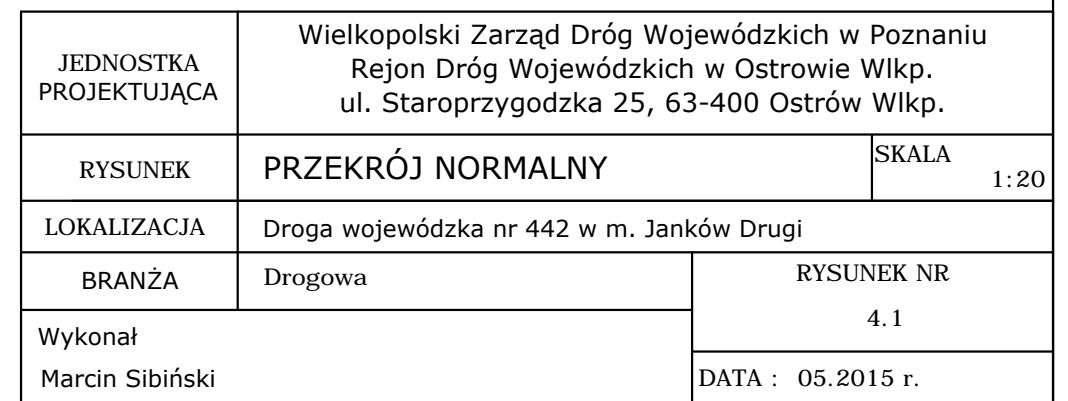 JEDNOSTKA
PROJEKTUJĄCA
Wielkopolski Zarząd Dróg Wojewódzkich w Poznaniu
Rejon Dróg Wojewódzkich w Ostrowie Wlkp.
ul. Staroprzygodzka 25, 63-400 Ostrów Wlkp.
RYSUNEK
PRZEKRÓJ NORMALNY
SKALA
1:20
LOKALIZACJA
Droga wojewódzka nr 442 w m. Janków Drugi
BRANŻA
Drogowa
RYSUNEK NR
4.1
Wykonał
Marcin Sibiński
DATA : 05.2015 r.